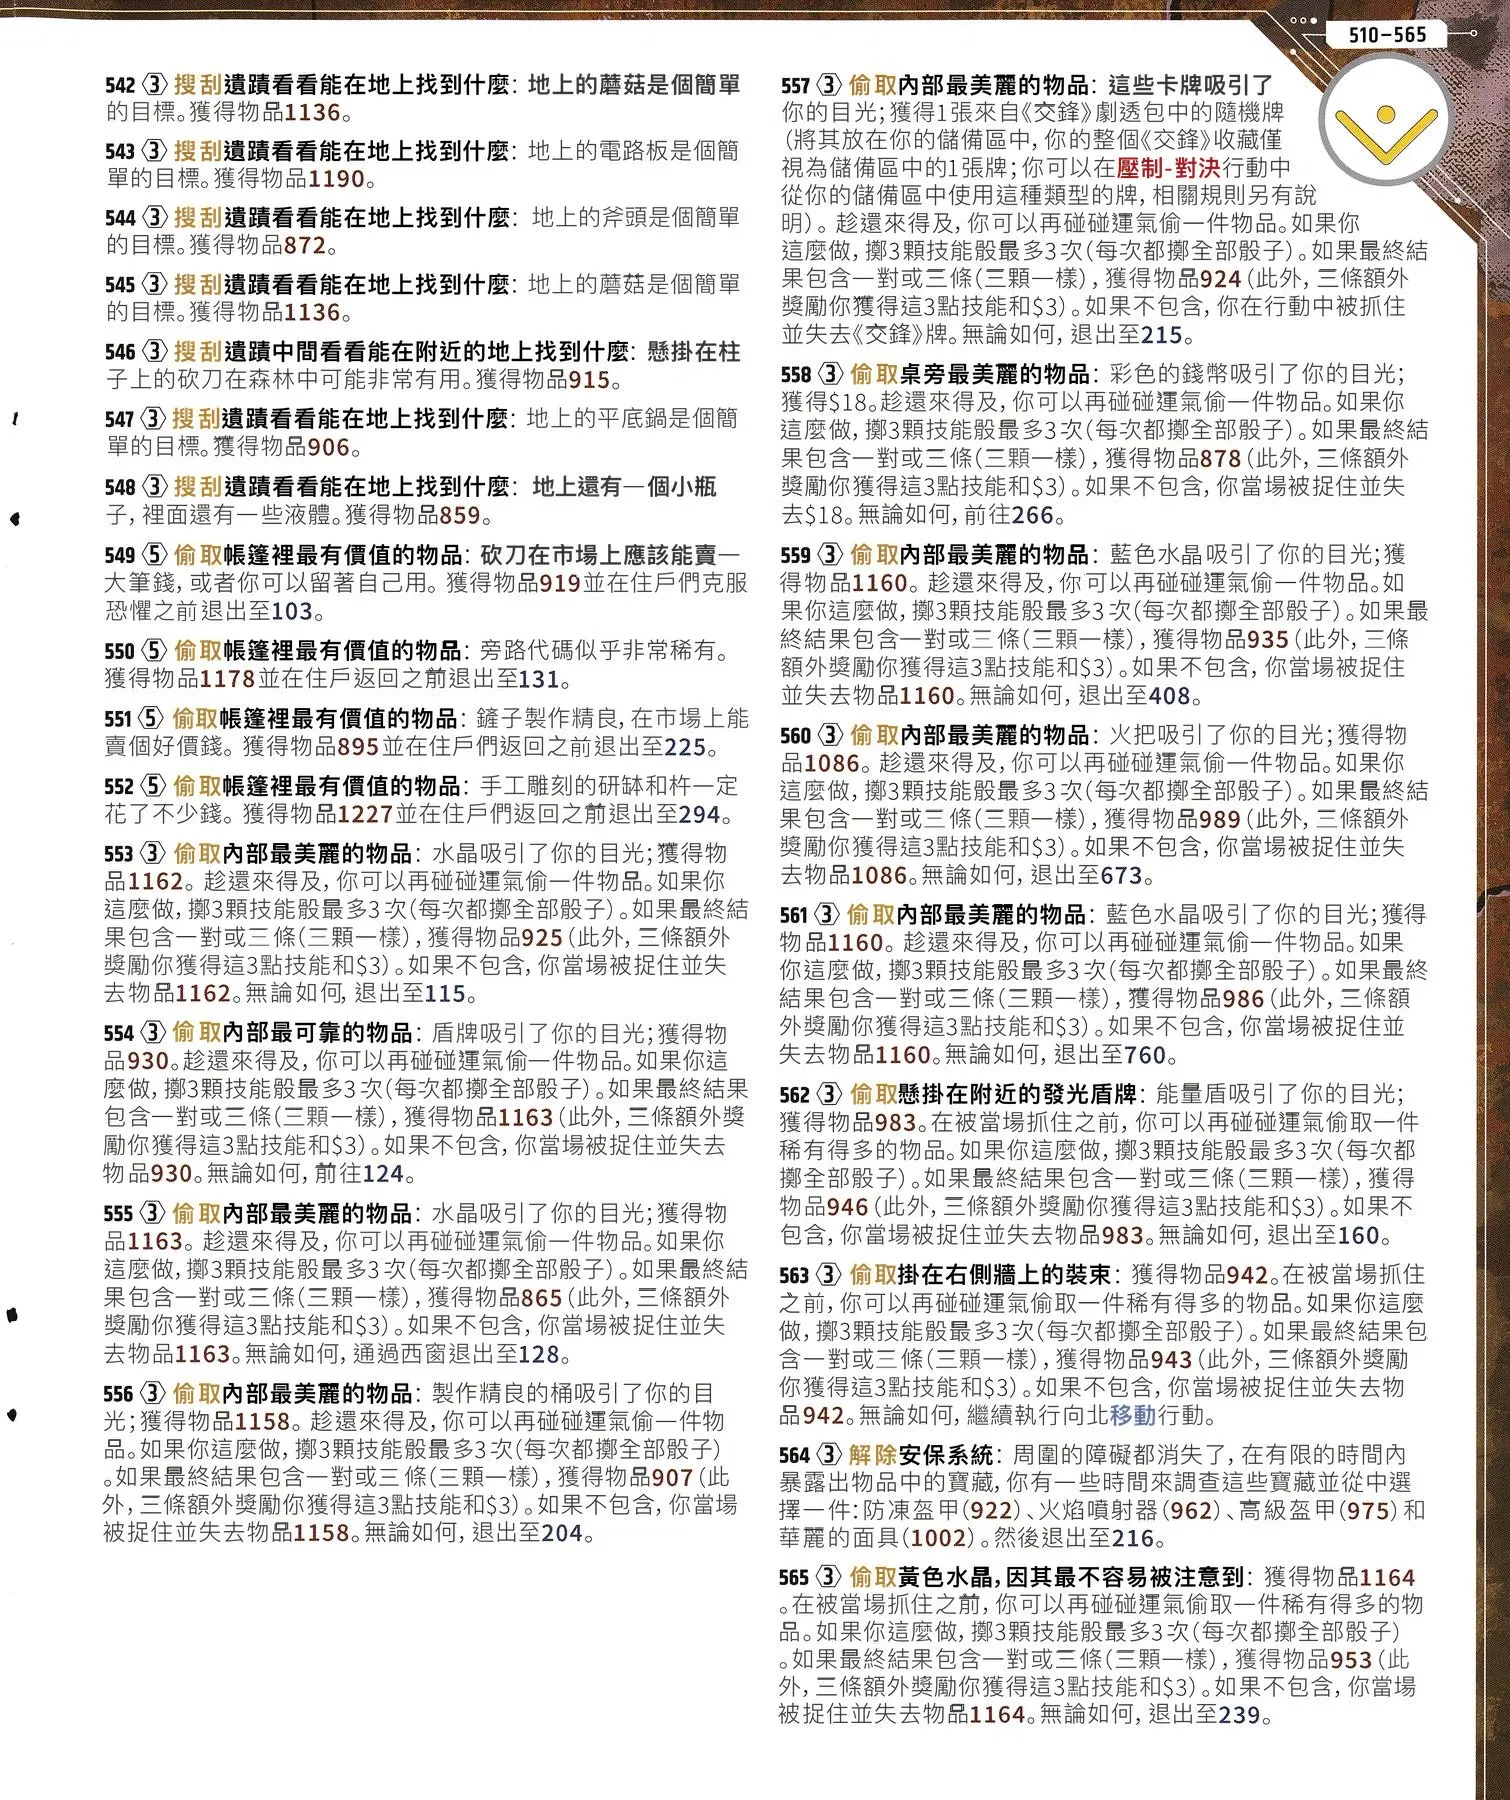 510–565
542 ③ 搜刮遺蹟看看能在地上找到什麼: 地上的蘑菇是個簡單
的目標。獲得物品1136。
543 ③ 搜刮遺蹟看看能在地上找到什麼: 地上的電路板是個簡
單的目標。獲得物品1190。
544 ③ 搜刮遺蹟看看能在地上找到什麼: 地上的斧頭是個簡單
的目標。獲得物品872。
545 ③ 搜刮遺蹟看看能在地上找到什麼: 地上的蘑菇是個簡單
的目標。獲得物品1136。
546 ③ 搜刮遺蹟中間看看能在附近的地上找到什麼: 懸掛在柱
子上的砍刀在森林中可能非常有用。獲得物品915。
547 ③ 搜刮遺蹟看看能在地上找到什麼: 地上的平底鍋是個簡
單的目標。獲得物品906。
548 ③ 搜刮遺蹟看看能在地上找到什麼: 地上還有一個小瓶
子, 裡面還有一些液體。獲得物品859。
549 ⑤ 偷取帳篷裡最有價值的物品: 砍刀在市場上應該能賣一
大筆錢, 或者你可以留著自己用。 獲得物品919並在住戶們克服
恐懼之前退出至103。
550 ⑤ 偷取帳篷裡最有價值的物品: 旁路代碼似乎非常稀有。
獲得物品1178並在住戶返回之前退出至131。
551 ⑤ 偷取帳篷裡最有價值的物品: 鏟子製作精良, 在市場上能
賣個好價錢。 獲得物品895並在住戶們返回之前退出至225。
552 ⑤ 偷取帳篷裡最有價值的物品: 手工雕刻的研缽和杵一定
花了不少錢。 獲得物品1227並在住戶們返回之前退出至294。
553 ③ 偷取內部最美麗的物品: 水晶吸引了你的目光; 獲得物
品1162。 趁還來得及, 你可以再碰碰運氣偷一件物品。如果你
這麼做, 擲3顆技能骰最多3次(每次都擲全部骰子)。如果最終結
果包含一對或三條(三顆一樣), 獲得物品925(此外, 三條額外
獎勵你獲得這3點技能和$3)。如果不包含, 你當場被捉住並失
去物品1162。無論如何, 退出至115。
554 ③ 偷取內部最可靠的物品: 盾牌吸引了你的目光; 獲得物
品930。趁還來得及, 你可以再碰碰運氣偷一件物品。如果你這
麼做, 擲3顆技能骰最多3次(每次都擲全部骰子)。如果最終結果
包含一對或三條(三顆一樣), 獲得物品1163(此外, 三條額外獎
勵你獲得這3點技能和$3)。如果不包含, 你當場被捉住並失去
物品930。無論如何, 前往124。
555 ③ 偷取內部最美麗的物品: 水晶吸引了你的目光; 獲得物
品1163。 趁還來得及, 你可以再碰碰運氣偷一件物品。如果你
這麼做, 擲3顆技能骰最多3次(每次都擲全部骰子)。如果最終結
果包含一對或三條(三顆一樣), 獲得物品865(此外, 三條額外
獎勵你獲得這3點技能和$3)。如果不包含, 你當場被捉住並失
去物品1163。無論如何, 通過西窗退出至128。
556 ③ 偷取內部最美麗的物品: 製作精良的桶吸引了你的目
光; 獲得物品1158。 趁還來得及, 你可以再碰碰運氣偷一件物
品。如果你這麼做, 擲3顆技能骰最多3次(每次都擲全部骰子)
。如果最終結果包含一對或三條(三顆一樣), 獲得物品907(此
外, 三條額外獎勵你獲得這3點技能和$3)。如果不包含, 你當場
被捉住並失去物品1158。無論如何, 退出至204。
557 ③ 偷取內部最美麗的物品: 這些卡牌吸引了
你的目光; 獲得1張來自《交鋒》劇透包中的隨機牌
(將其放在你的儲備區中, 你的整個《交鋒》收藏僅
視為儲備區中的1張牌; 你可以在壓制-對決行動中
從你的儲備區中使用這種類型的牌, 相關規則另有說
明)。 趁還來得及, 你可以再碰碰運氣偷一件物品。如果你
這麼做, 擲3顆技能骰最多3次(每次都擲全部骰子)。如果最終結
果包含一對或三條(三顆一樣), 獲得物品924(此外, 三條額外
獎勵你獲得這3點技能和$3)。如果不包含, 你在行動中被抓住
並失去《交鋒》牌。無論如何, 退出至215。
558 ③ 偷取桌旁最美麗的物品: 彩色的錢幣吸引了你的目光;
獲得$18。趁還來得及, 你可以再碰碰運氣偷一件物品。如果你
這麼做, 擲3顆技能骰最多3次(每次都擲全部骰子)。如果最終結
果包含一對或三條(三顆一樣), 獲得物品878(此外, 三條額外
獎勵你獲得這3點技能和$3)。如果不包含, 你當場被捉住並失
去$18。無論如何, 前往266。
559 ③ 偷取內部最美麗的物品: 藍色水晶吸引了你的目光; 獲
得物品1160。 趁還來得及, 你可以再碰碰運氣偷一件物品。如
果你這麼做, 擲3顆技能骰最多3次(每次都擲全部骰子)。如果最
終結果包含一對或三條(三顆一樣), 獲得物品935(此外, 三條
額外獎勵你獲得這3點技能和$3)。如果不包含, 你當場被捉住
並失去物品1160。無論如何, 退出至408。
560 ③ 偷取內部最美麗的物品: 火把吸引了你的目光; 獲得物
品1086。 趁還來得及, 你可以再碰碰運氣偷一件物品。如果你
這麼做, 擲3顆技能骰最多3次(每次都擲全部骰子)。如果最終結
果包含一對或三條(三顆一樣), 獲得物品989(此外, 三條額外
獎勵你獲得這3點技能和$3)。如果不包含, 你當場被捉住並失
去物品1086。無論如何, 退出至673。
561 ③ 偷取內部最美麗的物品: 藍色水晶吸引了你的目光; 獲得
物品1160。 趁還來得及, 你可以再碰碰運氣偷一件物品。如果
你這麼做, 擲3顆技能骰最多3次(每次都擲全部骰子)。如果最終
結果包含一對或三條(三顆一樣), 獲得物品986(此外, 三條額
外獎勵你獲得這3點技能和$3)。如果不包含, 你當場被捉住並
失去物品1160。無論如何, 退出至760。
562 ③ 偷取懸掛在附近的發光盾牌: 能量盾吸引了你的目光;
獲得物品983。在被當場抓住之前, 你可以再碰碰運氣偷取一件
稀有得多的物品。如果你這麼做, 擲3顆技能骰最多3次(每次都
擲全部骰子)。如果最終結果包含一對或三條(三顆一樣), 獲得
物品946(此外, 三條額外獎勵你獲得這3點技能和$3)。如果不
包含, 你當場被捉住並失去物品983。無論如何, 退出至160。
563 ③ 偷取掛在右側牆上的裝束: 獲得物品942。在被當場抓住
之前, 你可以再碰碰運氣偷取一件稀有得多的物品。如果你這麼
做, 擲3顆技能骰最多3次(每次都擲全部骰子)。如果最終結果包
含一對或三條(三顆一樣), 獲得物品943(此外, 三條額外獎勵
你獲得這3點技能和$3)。如果不包含, 你當場被捉住並失去物
品942。無論如何, 繼續執行向北移動行動。
564 ③ 解除安保系統: 周圍的障礙都消失了, 在有限的時間內
暴露出物品中的寶藏, 你有一些時間來調查這些寶藏並從中選
擇一件: 防凍盔甲(922)、火焰噴射器(962)、高級盔甲(975)和
華麗的面具(1002)。然後退出至216。
565 ③ 偷取黃色水晶, 因其最不容易被注意到: 獲得物品1164
。在被當場抓住之前, 你可以再碰碰運氣偷取一件稀有得多的物
品。如果你這麼做, 擲3顆技能骰最多3次(每次都擲全部骰子)
。如果最終結果包含一對或三條(三顆一樣), 獲得物品953(此
外, 三條額外獎勵你獲得這3點技能和$3)。如果不包含, 你當場
被捉住並失去物品1164。無論如何, 退出至239。